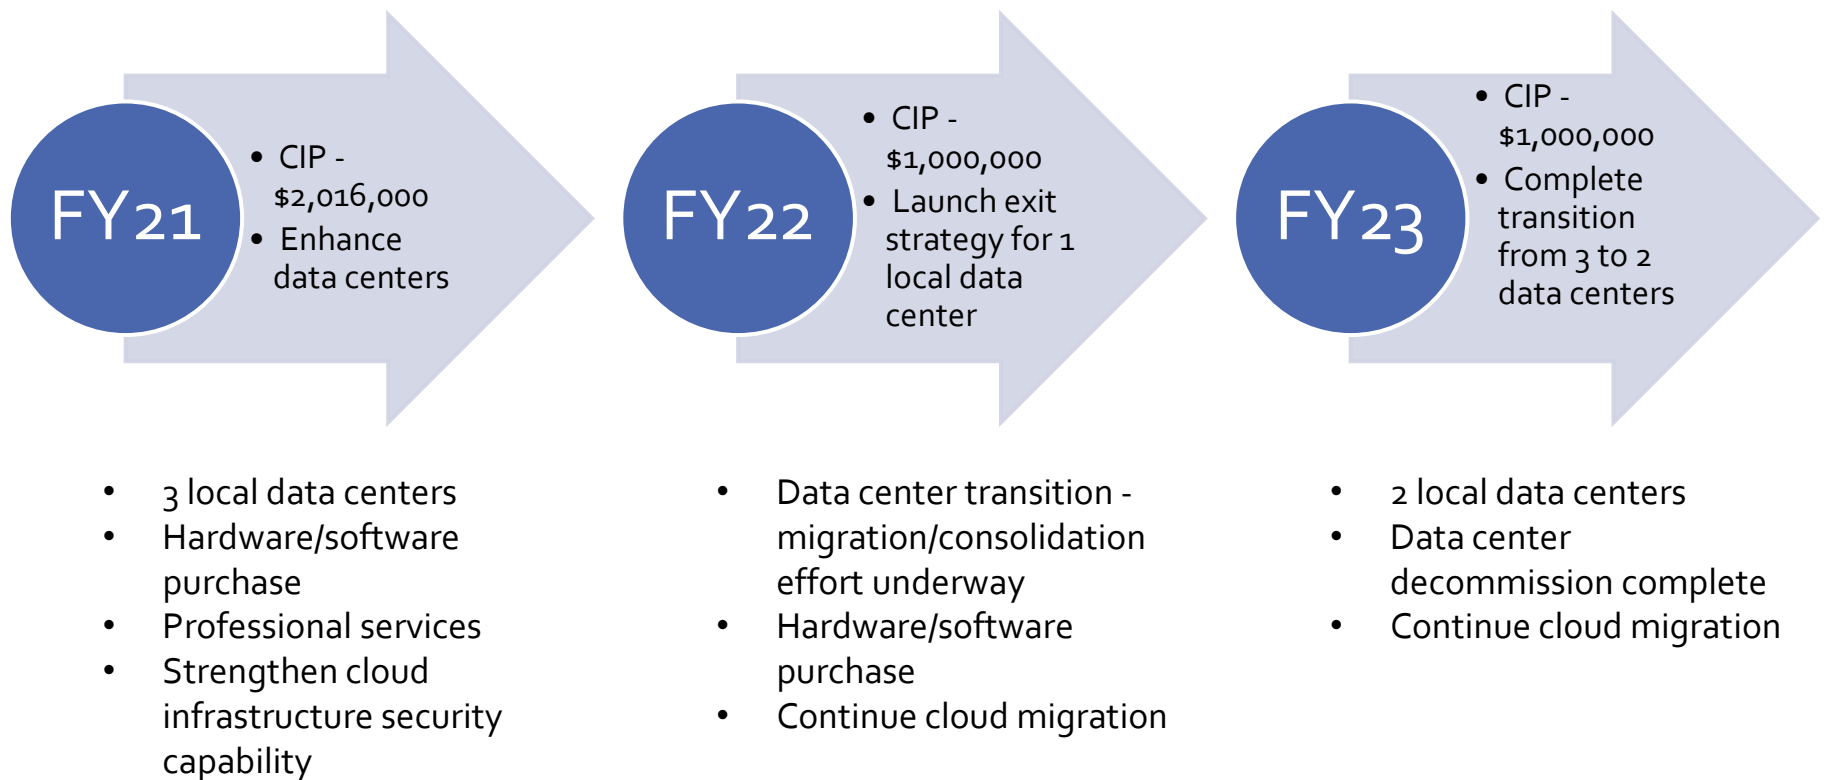 FY21
• CIP -
$2,016,000
• Enhance
data centers
FY22
• CIP -
$1,000,000
• Launch exit
strategy for 1
local data
center
FY23
• CIP -
$1,000,000
• Complete
transition
from 3 to 2
data centers
• 3 local data centers
• Hardware/software
purchase
• Professional services
• Strengthen cloud
infrastructure security
capability
• Data center transition -
migration/consolidation
effort underway
• Hardware/software
purchase
• Continue cloud migration
• 2 local data centers
• Data center
decommission complete
• Continue cloud migration